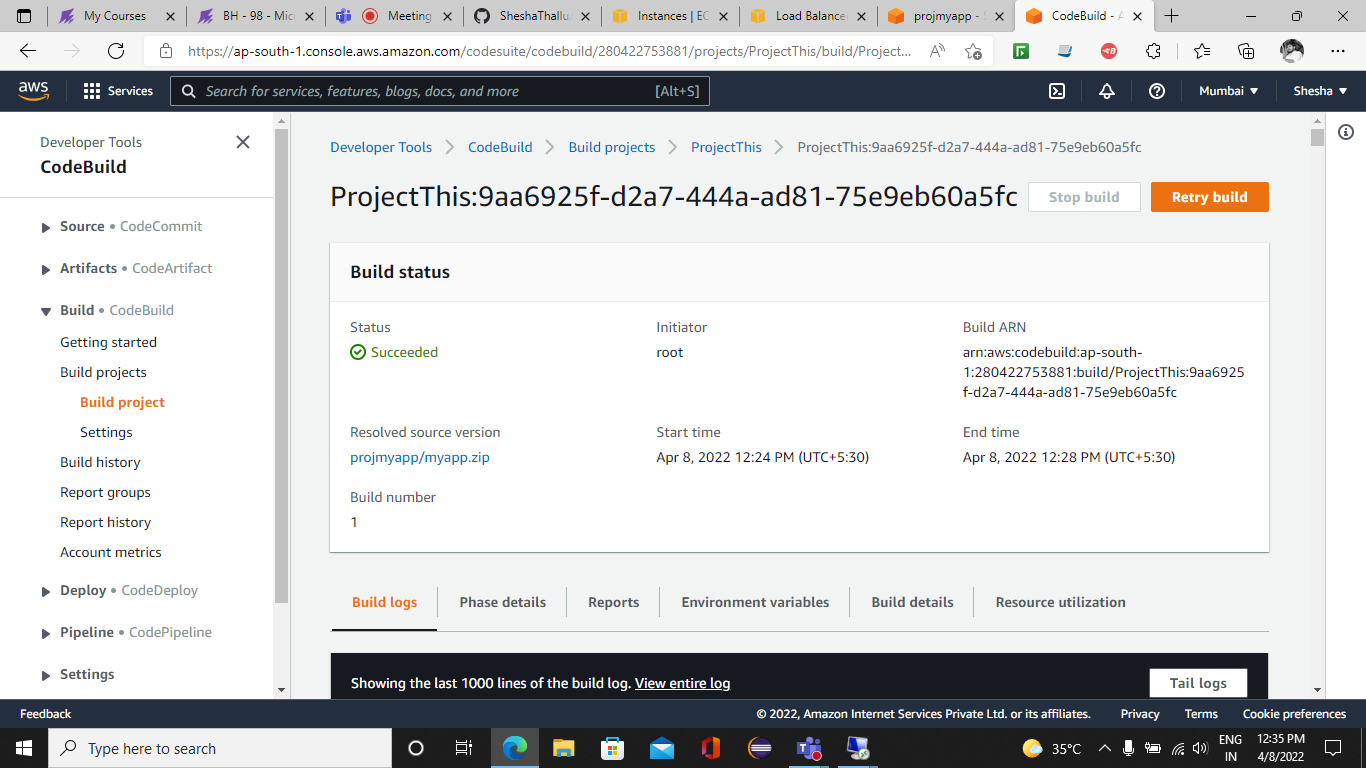 My Courses
BH - 98 - Mic
Meeting
SheshaThallu
Instances | EC
Load Balance
projmyapp - S
CodeBuild - A
https://ap-south-1.console.aws.amazon.com/codesuite/codebuild/280422753881/projects/ProjectThis/build/Project...
aws
Services
Search for services, features, blogs, docs, and more
[Alt+S]
Mumbai
Shesha
Developer Tools
CodeBuild
Source • CodeCommit
Artifacts • CodeArtifact
Build • CodeBuild
Getting started
Build projects
Build project
Settings
Build history
Report groups
Report history
Account metrics
Deploy • CodeDeploy
Pipeline • CodePipeline
Settings
Developer Tools
CodeBuild
Build projects
ProjectThis
ProjectThis:9aa6925f-d2a7-444a-ad81-75e9eb60a5fc
ProjectThis:9aa6925f-d2a7-444a-ad81-75e9eb60a5fc
Stop build
Retry build
Build status
Status
Succeeded
Initiator
root
Build ARN
arn:aws:codebuild:ap-south-
1:280422753881:build/ProjectThis:9aa6925
f-d2a7-444a-ad81-75e9eb60a5fc
Resolved source version
projmyapp/myapp.zip
Start time
Apr 8, 2022 12:24 PM (UTC+5:30)
End time
Apr 8, 2022 12:28 PM (UTC+5:30)
Build number
1
Build logs
Phase details
Reports
Environment variables
Build details
Resource utilization
Showing the last 1000 lines of the build log. View entire log
Tail logs
Feedback
© 2022, Amazon Internet Services Private Ltd. or its affiliates.
Privacy
Terms
Cookie preferences
Type here to search
35°C
ENG
IN
12:35 PM
4/8/2022